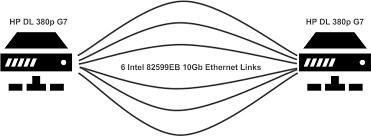 HP DL 380p G7
HP DL 380p G7
6 Intel 82599EB 10Gb Ethernet Links